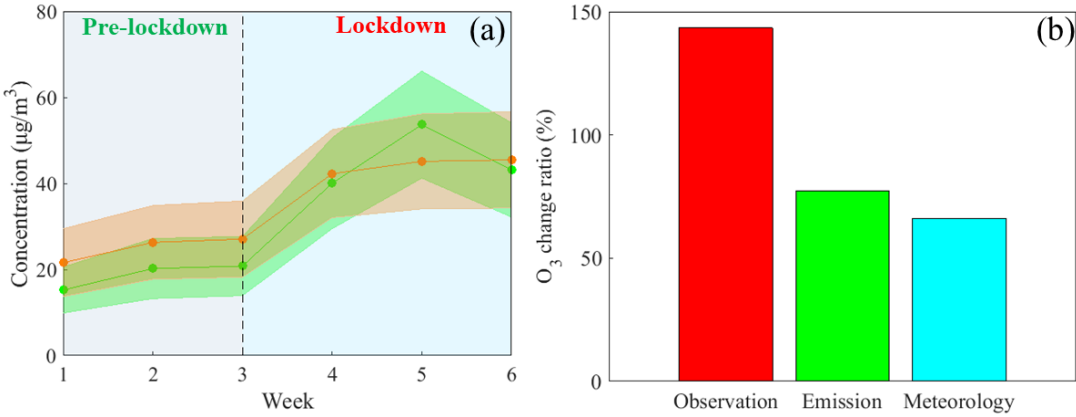 Pre-lockdown
Lockdown
(a)
Concentration (μg/m³)
80
60
40
20
0
1 2 3 4 5 6
Week
(b)
O₃ change ratio (%)
150
100
50
0
Observation Emission Meteorology